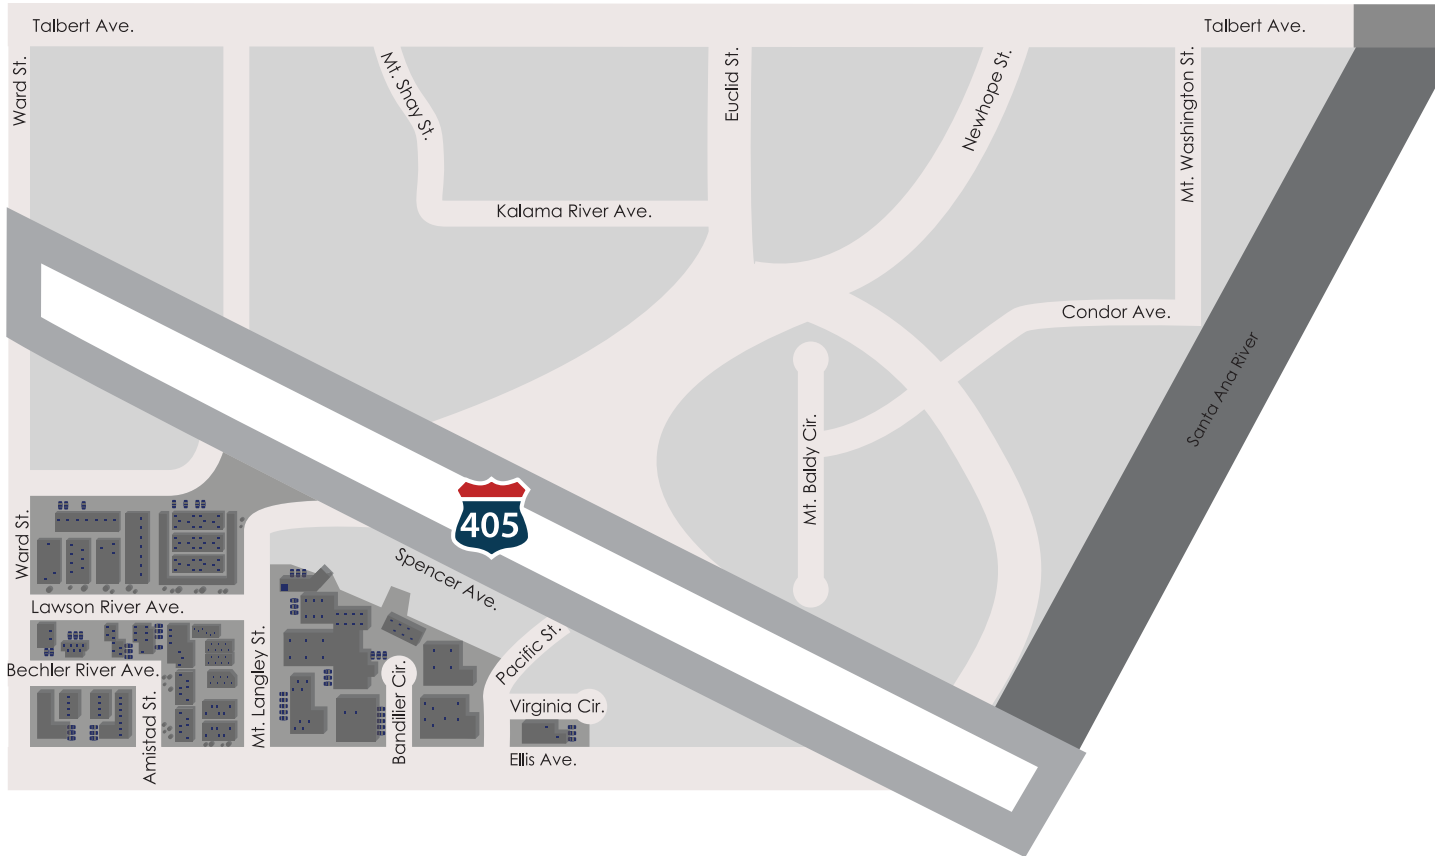 Talbert Ave.
Talbert Ave.
Ward St.
Mt. Shay St.
Euclid St.
Newhope St.
Mt. Washington St.
Kalama River Ave.
Condor Ave.
Santa Ana River
Mt. Baldy Cir.
405
Ward St.
Spencer Ave.
Lawson River Ave.
Mt. Langley St.
Pacific St.
Bechler River Ave.
Bandilier Cir.
Virginia Cir.
Amistad St.
Ellis Ave.